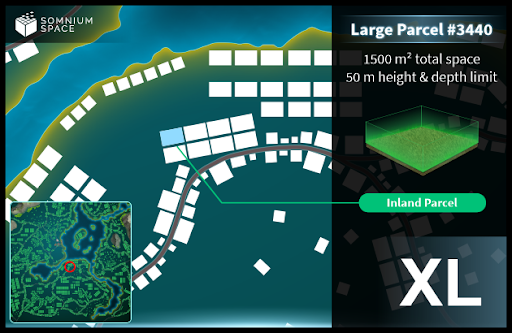 SOMNIUM
SPACE
Large Parcel #3440
1500 m² total space
50 m height & depth limit
Inland Parcel
XL